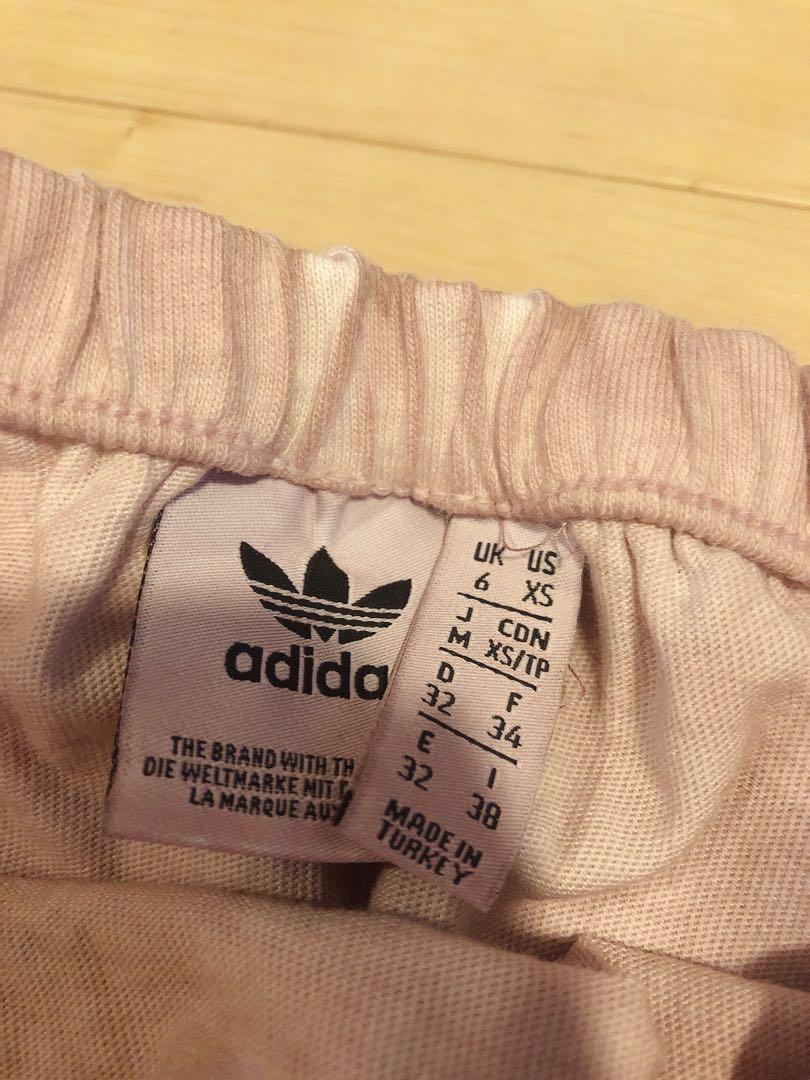 adida
THE BRAND WITH TH
DIE WELTMARKE MIT
LA MARQUE AUX
UK US
6 XS
J CDN
M XS/TP
D F
32 34
E I
32 38
MADE IN
TURKEY